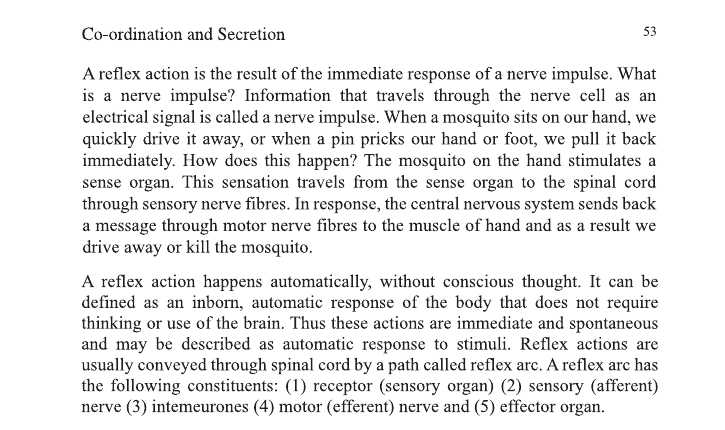 Co-ordination and Secretion
53
A reflex action is the result of the immediate response of a nerve impulse. What
is a nerve impulse? Information that travels through the nerve cell as an
electrical signal is called a nerve impulse. When a mosquito sits on our hand, we
quickly drive it away, or when a pin pricks our hand or foot, we pull it back
immediately. How does this happen? The mosquito on the hand stimulates a
sense organ. This sensation travels from the sense organ to the spinal cord
through sensory nerve fibres. In response, the central nervous system sends back
a message through motor nerve fibres to the muscle of hand and as a result we
drive away or kill the mosquito.
A reflex action happens automatically, without conscious thought. It can be
defined as an inborn, automatic response of the body that does not require
thinking or use of the brain. Thus these actions are immediate and spontaneous
and may be described as automatic response to stimuli. Reflex actions are
usually conveyed through spinal cord by a path called reflex arc. A reflex arc has
the following constituents: (1) receptor (sensory organ) (2) sensory (afferent)
nerve (3) intemeurones (4) motor (efferent) nerve and (5) effector organ.